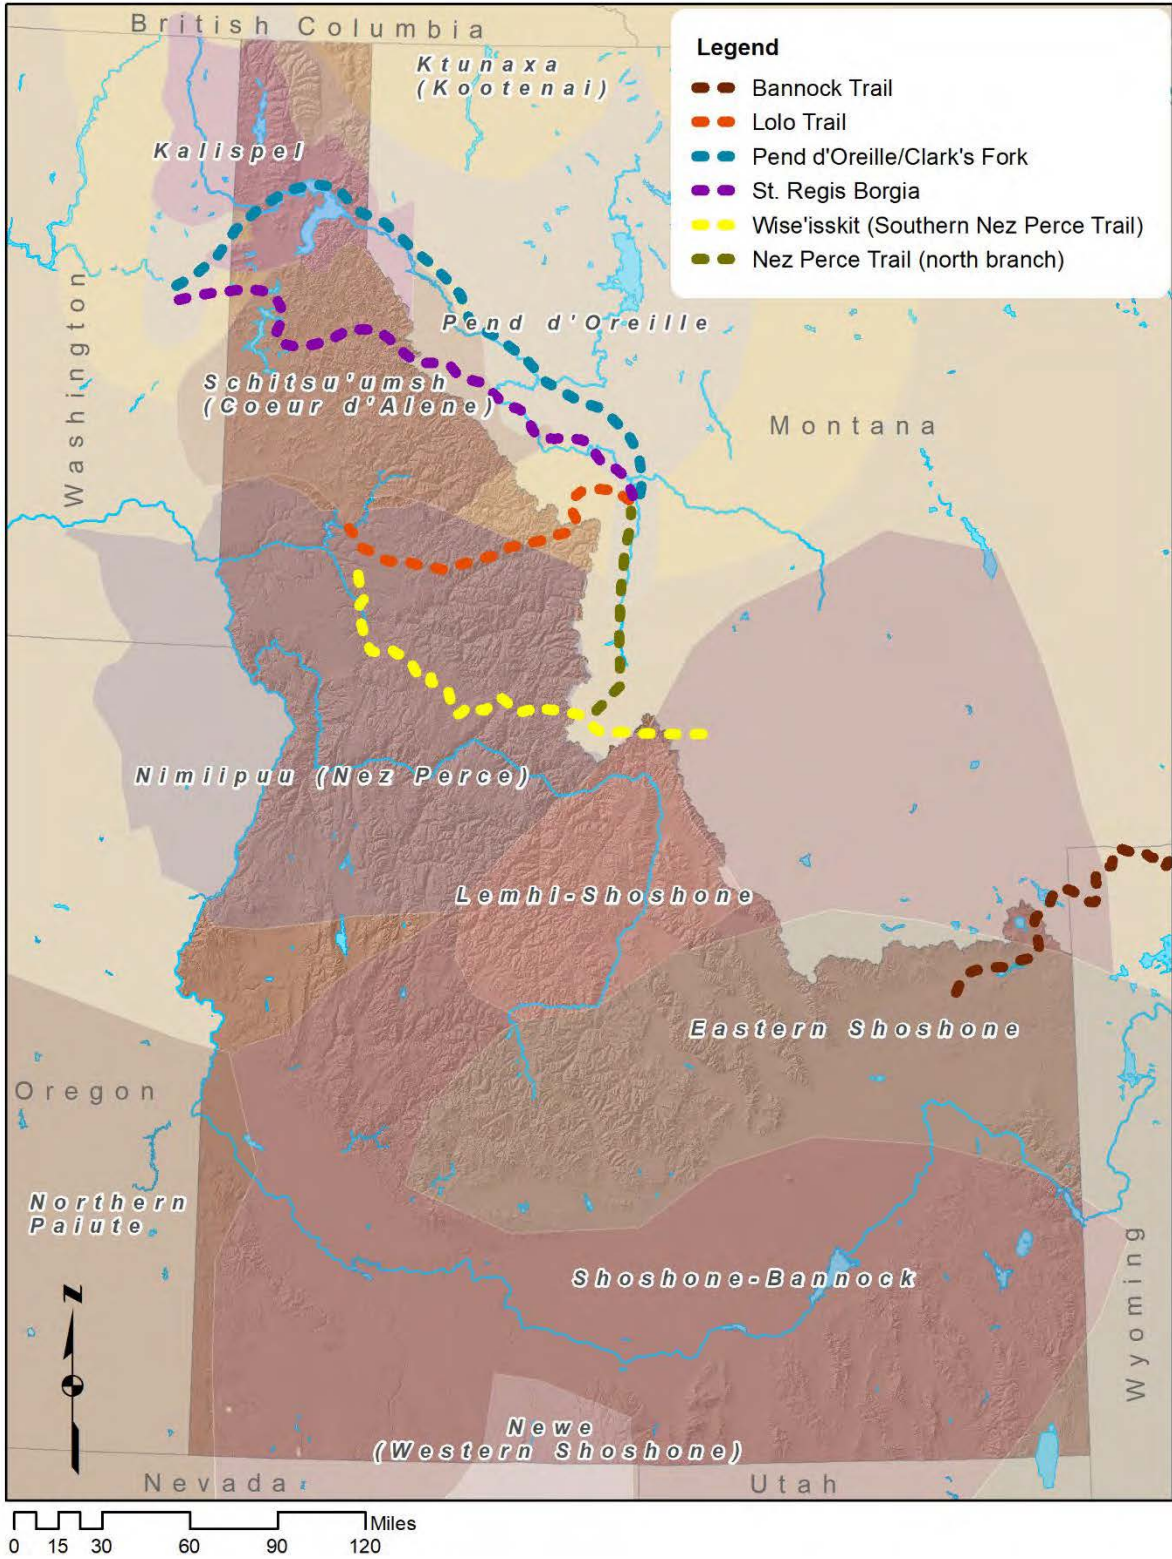 British Columbia
Ktunaxa
(Kootenai)
Legend
Bannock Trail
Lolo Trail
Pend d'Oreille/Clark's Fork
St. Regis Borgia
Wise'isskit (Southern Nez Perce Trail)
Nez Perce Trail (north branch)
Kalispel
Washington
Pend d'Oreille
Schitsu'umsh
(Coeur d'Alene)
Montana
Nimiipuu (Nez Perce)
Lemhi-Shoshone
Eastern Shoshone
Oregon
Northern
Paiute
Shoshone-Bannock
Wyoming
Z
Newe
(Western Shoshone)
Nevada
Utah
Miles
0 15 30 60 90 120